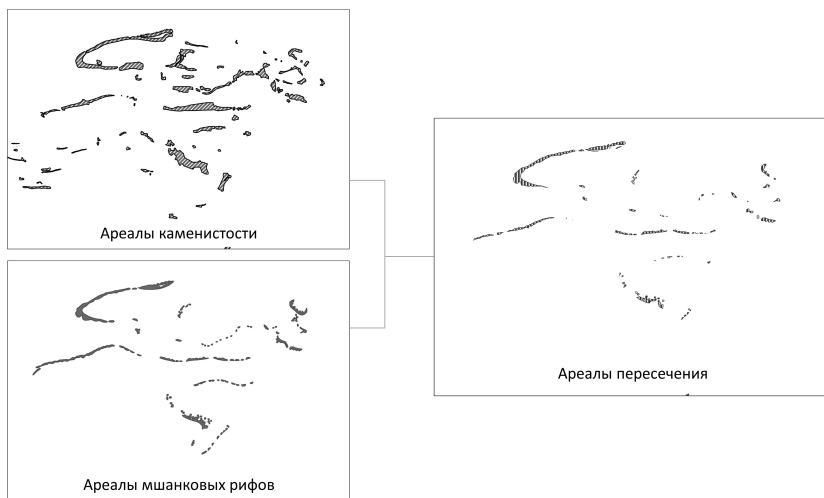 Ареалы каменистости
Ареалы мшанковых рифов
Ареалы пересечения